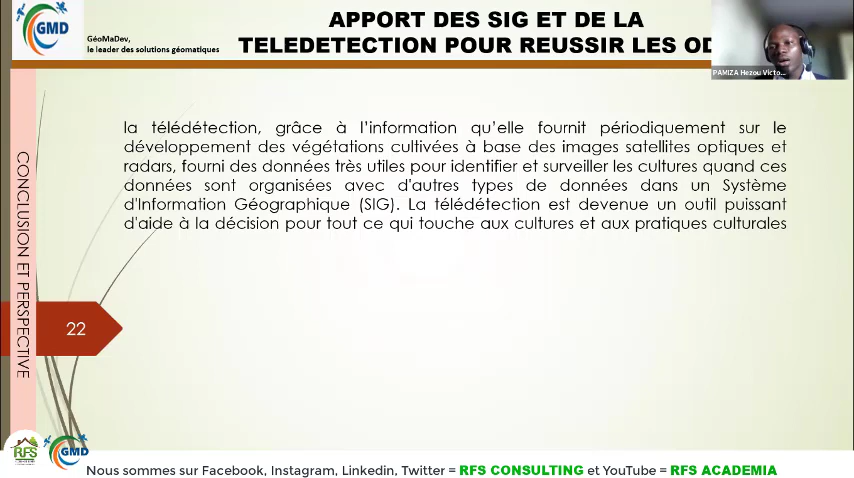 GMD
GéoMaDev,
le leader des solutions géomatiques
APPORT DES SIG ET DE LA
TELEDETECTION POUR REUSSIR LES OD
PAMIZA Hezou Victo...
la télédétection, grâce à l'information qu'elle fournit périodiquement sur le
développement des végétations cultivées à base des images satellites optiques et
radars, fourni des données très utiles pour identifier et surveiller les cultures quand ces
données sont organisées avec d'autres types de données dans un Système
d'Information Géographique (SIG). La télédétection est devenue un outil puissant
d'aide à la décision pour tout ce qui touche aux cultures et aux pratiques culturales
CONCLUSION ET PERSPECTIVE
22
RFS
GMD
Nous sommes sur Facebook, Instagram, Linkedin, Twitter = RFS CONSULTING et YouTube = RFS ACADEMIA